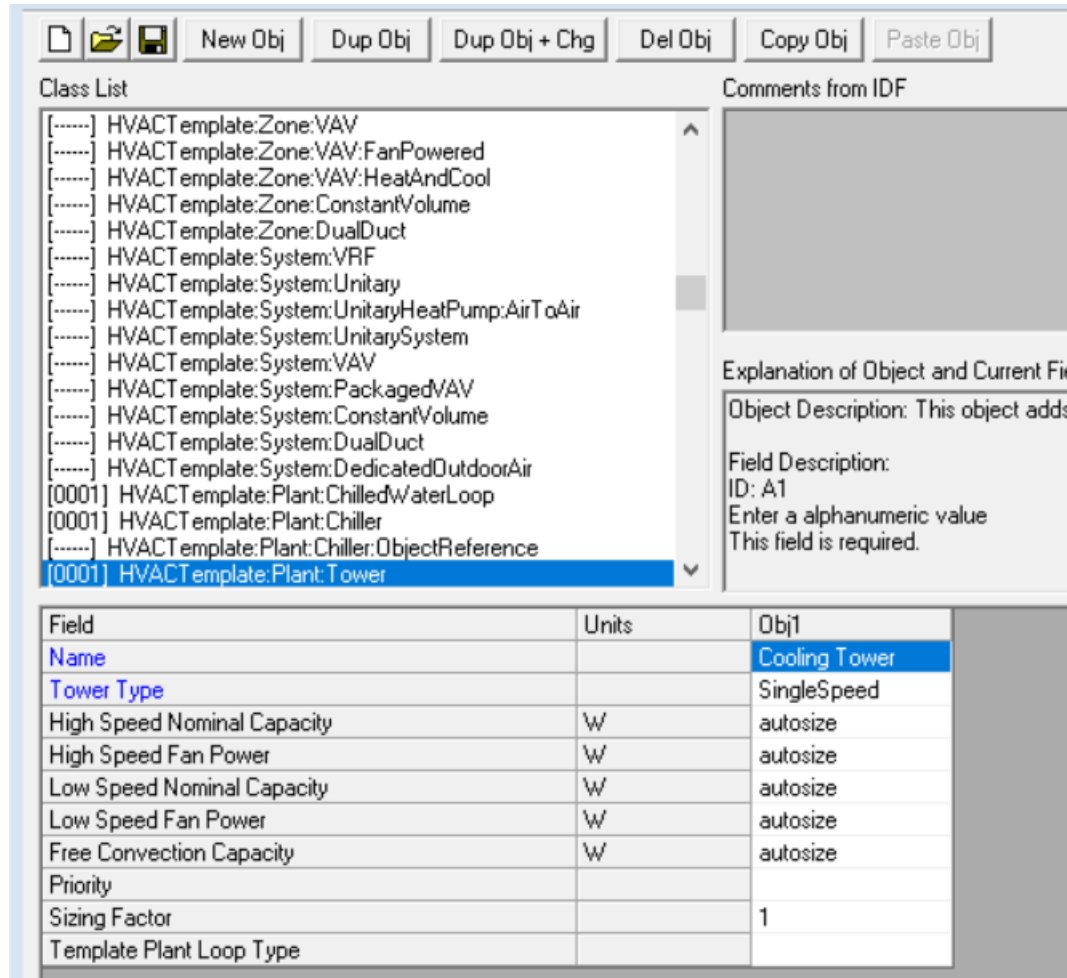 New Obj Dup Obj Dup Obj + Chg Del Obj Copy Obj Paste Obj
Class List
[------] HVACTemplate:Zone:VAV
[------] HVACTemplate:Zone:VAV:FanPowered
[------] HVACTemplate:Zone:VAV:HeatAndCool
[------] HVACTemplate:Zone:ConstantVolume
[------] HVACTemplate:Zone:DualDuct
[------] HVACTemplate:System:VRF
[------] HVACTemplate:System:Unitary
[------] HVACTemplate:System:UnitaryHeatPump:AirToAir
[------] HVACTemplate:System:UnitarySystem
[------] HVACTemplate:System:VAV
[------] HVACTemplate:System:PackagedVAV
[------] HVACTemplate:System:ConstantVolume
[------] HVACTemplate:System:DualDuct
[------] HVACTemplate:System:DedicatedOutdoorAir
[0001] HVACTemplate:Plant:ChilledWaterLoop
[0001] HVACTemplate:Plant:Chiller
[------] HVACTemplate:Plant:Chiller:ObjectReference
[0001] HVACTemplate:Plant:Tower
Comments from IDF
Explanation of Object and Current Fie
Object Description: This object adds
Field Description:
ID: A1
Enter a alphanumeric value
This field is required.
Field Units Obj1
Name Cooling Tower
Tower Type SingleSpeed
High Speed Nominal Capacity W autosize
High Speed Fan Power W autosize
Low Speed Nominal Capacity W autosize
Low Speed Fan Power W autosize
Free Convection Capacity W autosize
Priority
Sizing Factor 1
Template Plant Loop Type